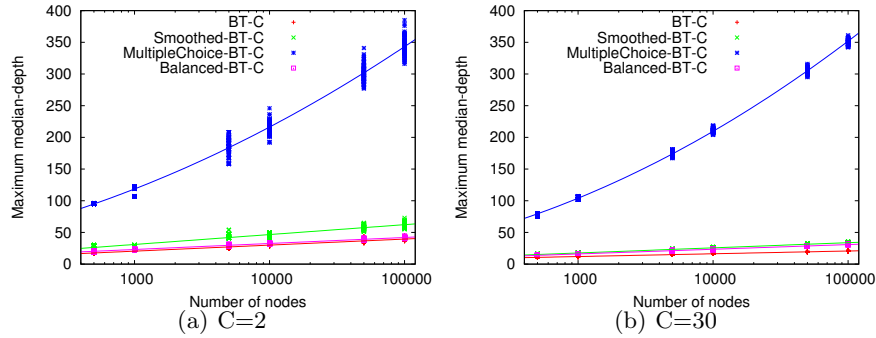 Maximum median-depth
400
350
300
250
200
150
100
50
0
1000
10000
100000
Number of nodes
BT-C
Smoothed-BT-C
MultipleChoice-BT-C
Balanced-BT-C
(a) C=2
Maximum median-depth
400
350
300
250
200
150
100
50
0
1000
10000
100000
Number of nodes
BT-C
Smoothed-BT-C
MultipleChoice-BT-C
Balanced-BT-C
(b) C=30